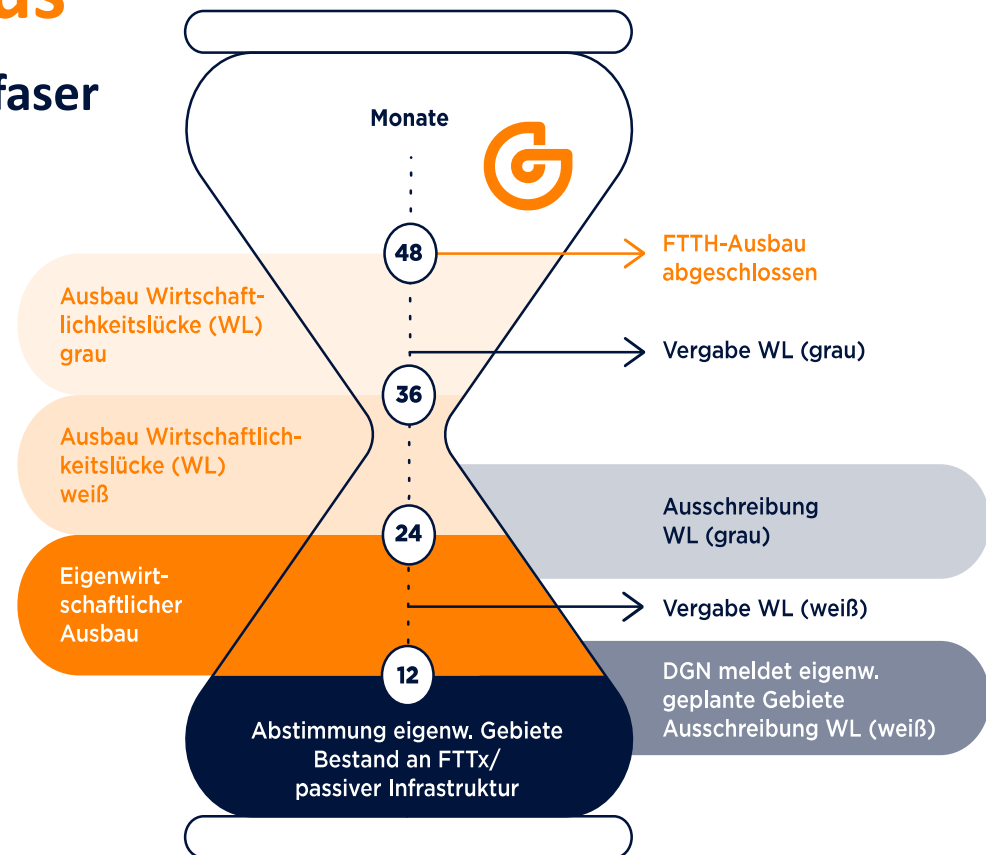 faser
Monate
48
FTTH-Ausbau
abgeschlossen
Ausbau Wirtschaft-
lichkeitslücke (WL)
grau
Vergabe WL (grau)
36
Ausbau Wirtschaftlich-
keitslücke (WL)
weiß
Ausschreibung
WL (grau)
24
Eigenwirt-
schaftlicher
Ausbau
Vergabe WL (weiß)
12
DGN meldet eigenw.
geplante Gebiete
Ausschreibung WL (weiß)
Abstimmung eigenw. Gebiete
Bestand an FTTx/
passiver Infrastruktur